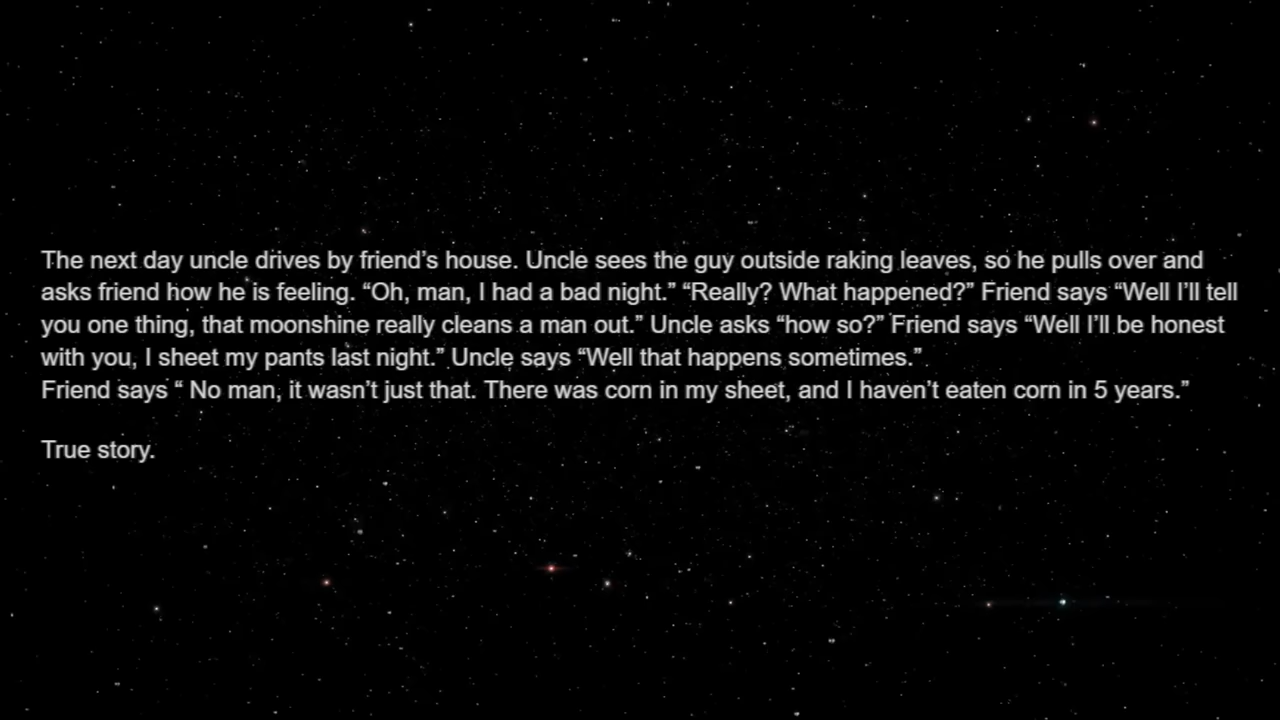 The next day uncle drives by friend’s house. Uncle sees the guy outside raking leaves, so he pulls over and
asks friend how he is feeling. “Oh, man, I had a bad night.” “Really? What happened?” Friend says “Well I’ll tell
you one thing, that moonshine really cleans a man out.” Uncle asks “how so?” Friend says “Well I’ll be honest
with you, I sheet my pants last night.” Uncle says “Well that happens sometimes.”
Friend says “ No man, it wasn’t just that. There was corn in my sheet, and I haven’t eaten corn in 5 years.”
True story.